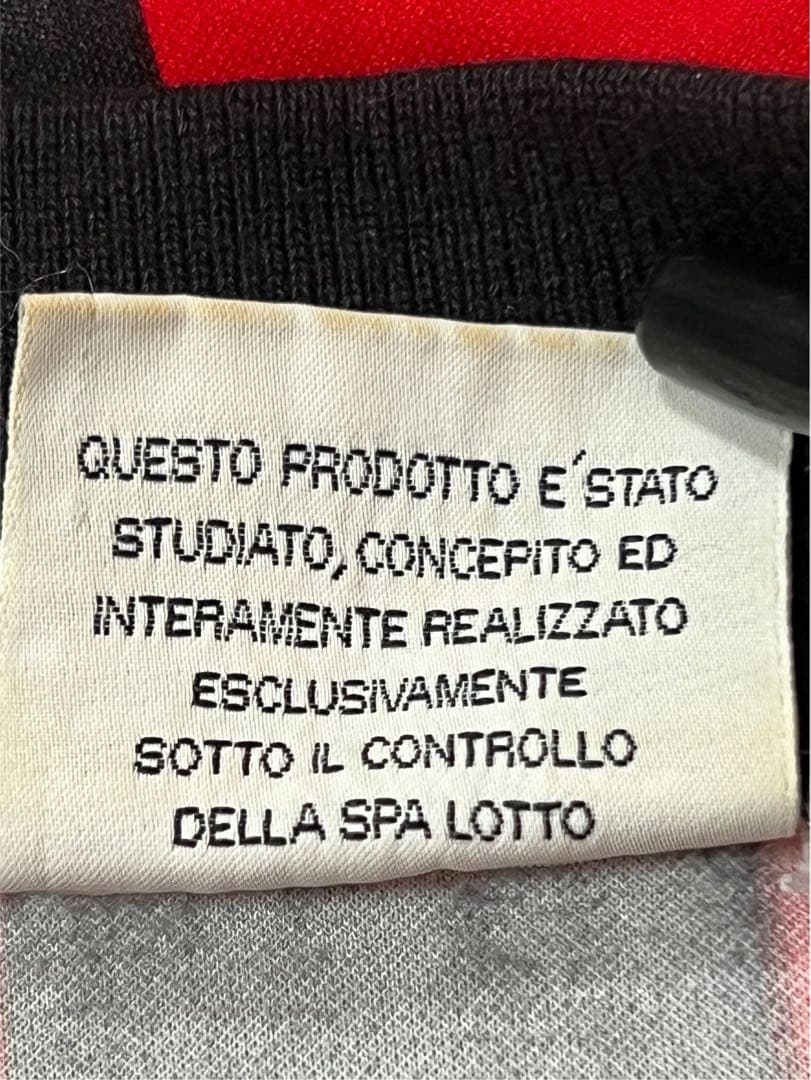 QUESTO PRODOTTO E´STATO
STUDIATO, CONCEPITO ED
INTERAMENTE REALIZZATO
ESCLUSIVAMENTE
SOTTO IL CONTROLLO
DELLA SPA LOTTO